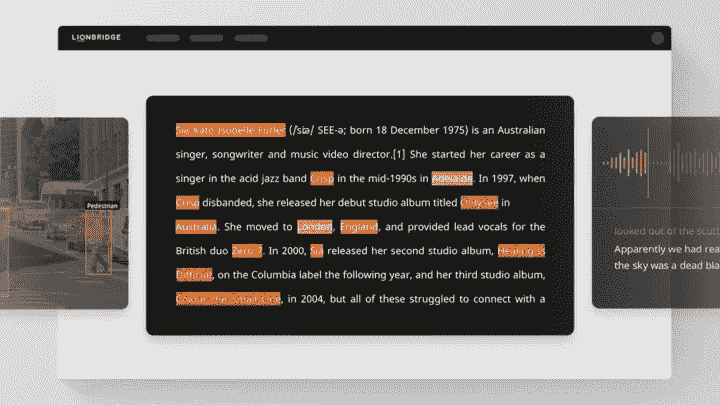 LIONBRIDGE
Pedestrian
Sia Kate Isobelle Furler (/ˈsiːə/ SEE-ə; born 18 December 1975) is an Australian
singer, songwriter and music video director.[1] She started her career as a
singer in the acid jazz band Crisp in the mid-1990s in Adelaide. In 1997, when
Crisp disbanded, she released her debut studio album titled OnlySee in
Australia. She moved to London, England, and provided lead vocals for the
British duo Zero 7. In 2000, Sia released her second studio album, Healing Is
Difficult, on the Columbia label the following year, and her third studio album,
Colour the Small One, in 2004, but all of these struggled to connect with a
looked out of the scutt
Apparently we had rea
the sky was a dead bla